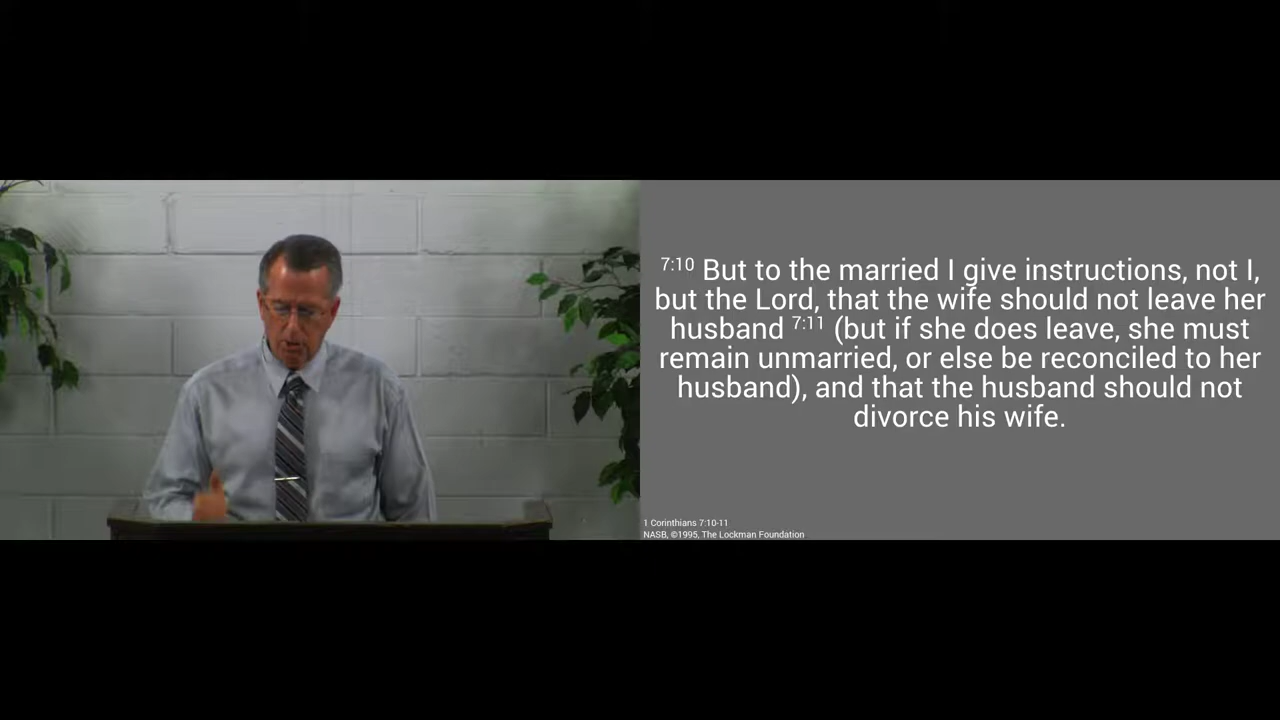 7:10 But to the married I give instructions, not I,
but the Lord, that the wife should not leave her
husband 7:11 (but if she does leave, she must
remain unmarried, or else be reconciled to her
husband), and that the husband should not
divorce his wife.
1 Corinthians 7:10-11
NASB, ©1995, The Lockman Foundation